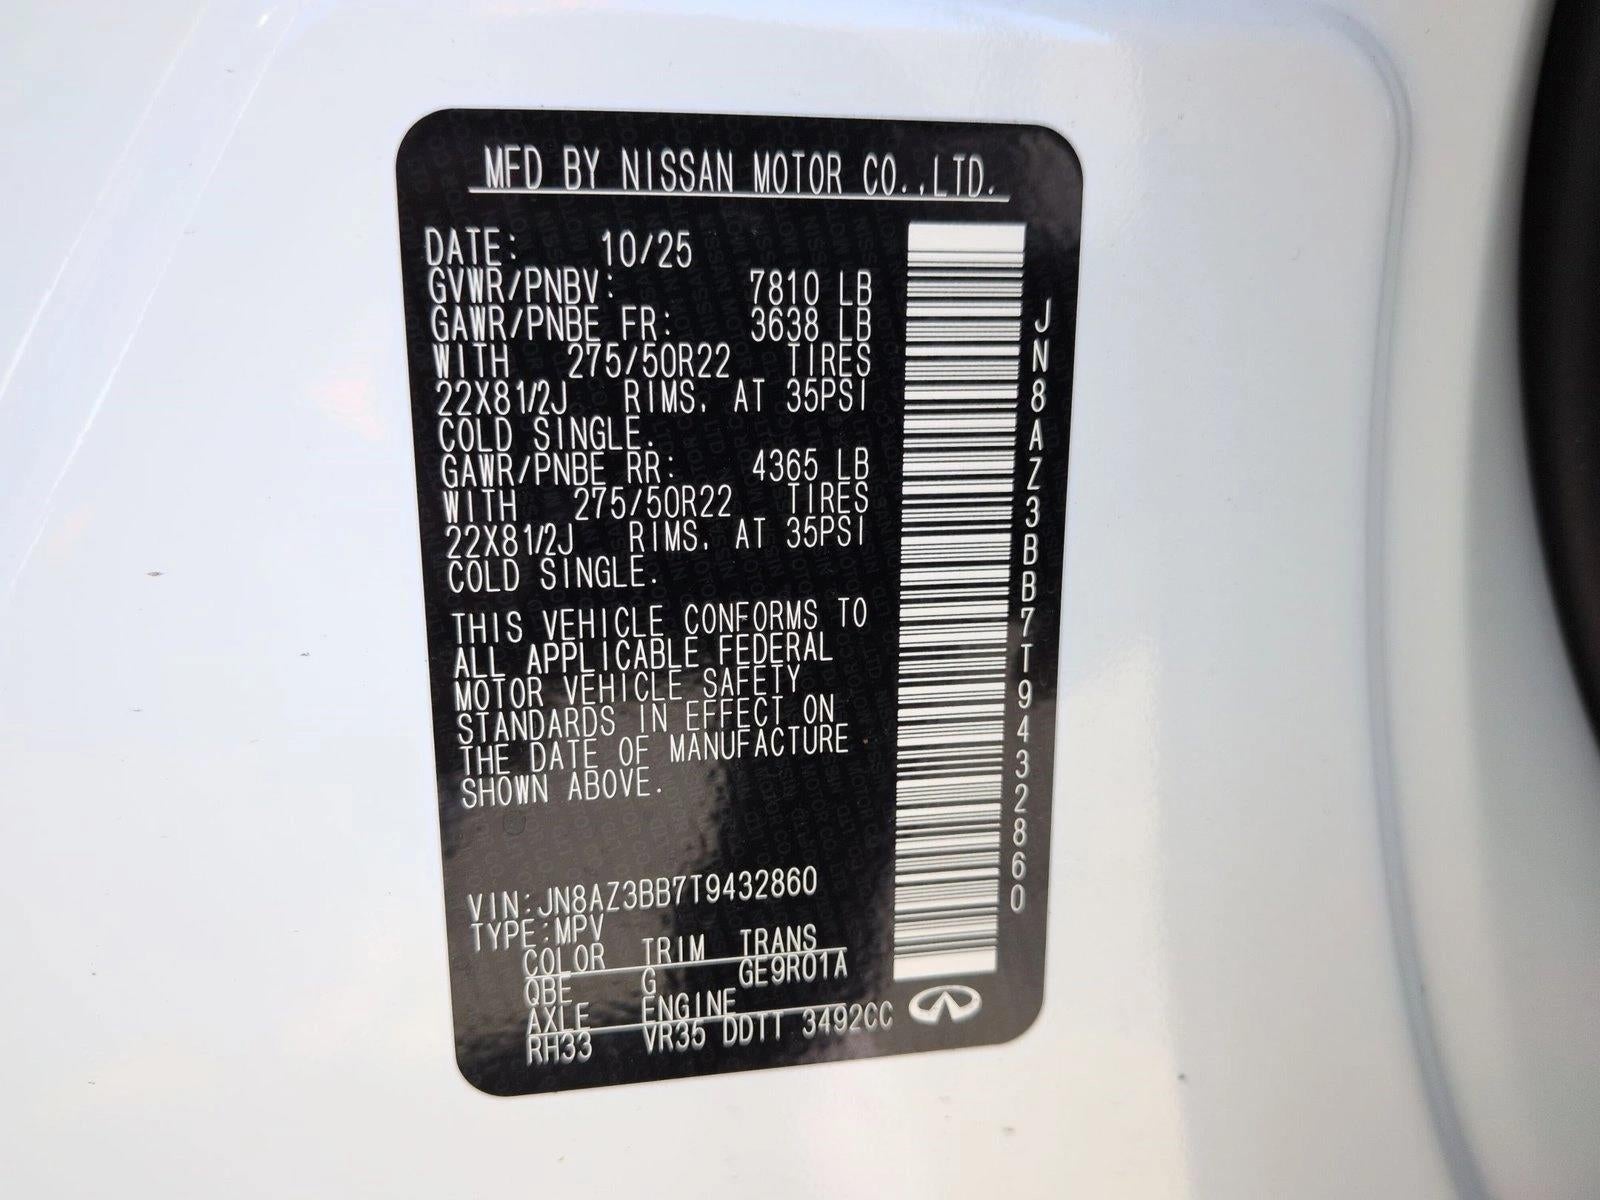 MFD BY NISSAN MOTOR CO.,LTD.
DATE: 10/25
GVWR/PNBV: 7810 LB
GAWR/PNBE FR: 3638 LB
WITH 275/50R22 TIRES
22X81/2J RIMS. AT 35PSI
COLD SINGLE.
GAWR/PNBE RR: 4365 LB
WITH 275/50R22 TIRES
22X81/2J RIMS. AT 35PSI
COLD SINGLE.
THIS VEHICLE CONFORMS TO
ALL APPLICABLE FEDERAL
MOTOR VEHICLE SAFETY
STANDARDS IN EFFECT ON
THE DATE OF MANUFACTURE
SHOWN ABOVE.
VIN:JN8AZ3BB7T9432860
TYPE:MPV
COLOR TRIM TRANS
QBE G GE9R01A
AXLE ENGINE
RH33 VR35 DDTT 3492CC
JN8AZ3BB7T9432860